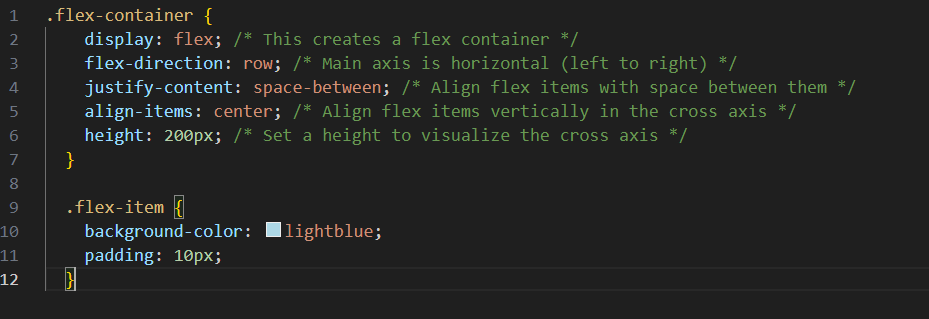 1 .flex-container {
2 display: flex; /* This creates a flex container */
3 flex-direction: row; /* Main axis is horizontal (left to right) */
4 justify-content: space-between; /* Align flex items with space between them */
5 align-items: center; /* Align flex items vertically in the cross axis */
6 height: 200px; /* Set a height to visualize the cross axis */
7 }
8
9 .flex-item {
10 background-color: lightblue;
11 padding: 10px;
12 }